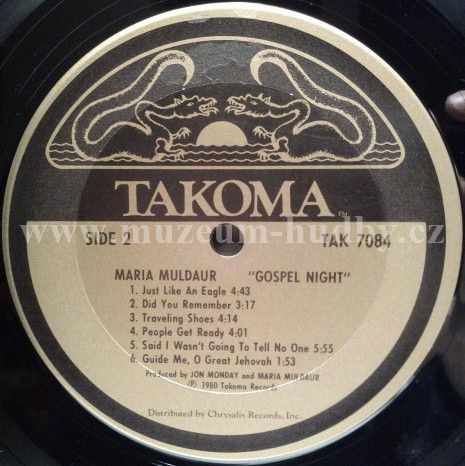 TAKOMA
TM
www.muzeum-hudby.cz
SIDE 2 TAK 7084
MARIA MULDAUR "GOSPEL NIGHT"
1. Just Like An Eagle 4:43
2. Did You Remember 3:17
3. Traveling Shoes 4:14
4. People Get Ready 4:01
5. Said I Wasn't Going To Tell No One 5:55
6. Guide Me, O Great Jehovah 1:53
Produced by JON MONDAY and MARIA MULDAUR
℗ 1980 Takoma Records
Distributed by Chrysalis Records, Inc.